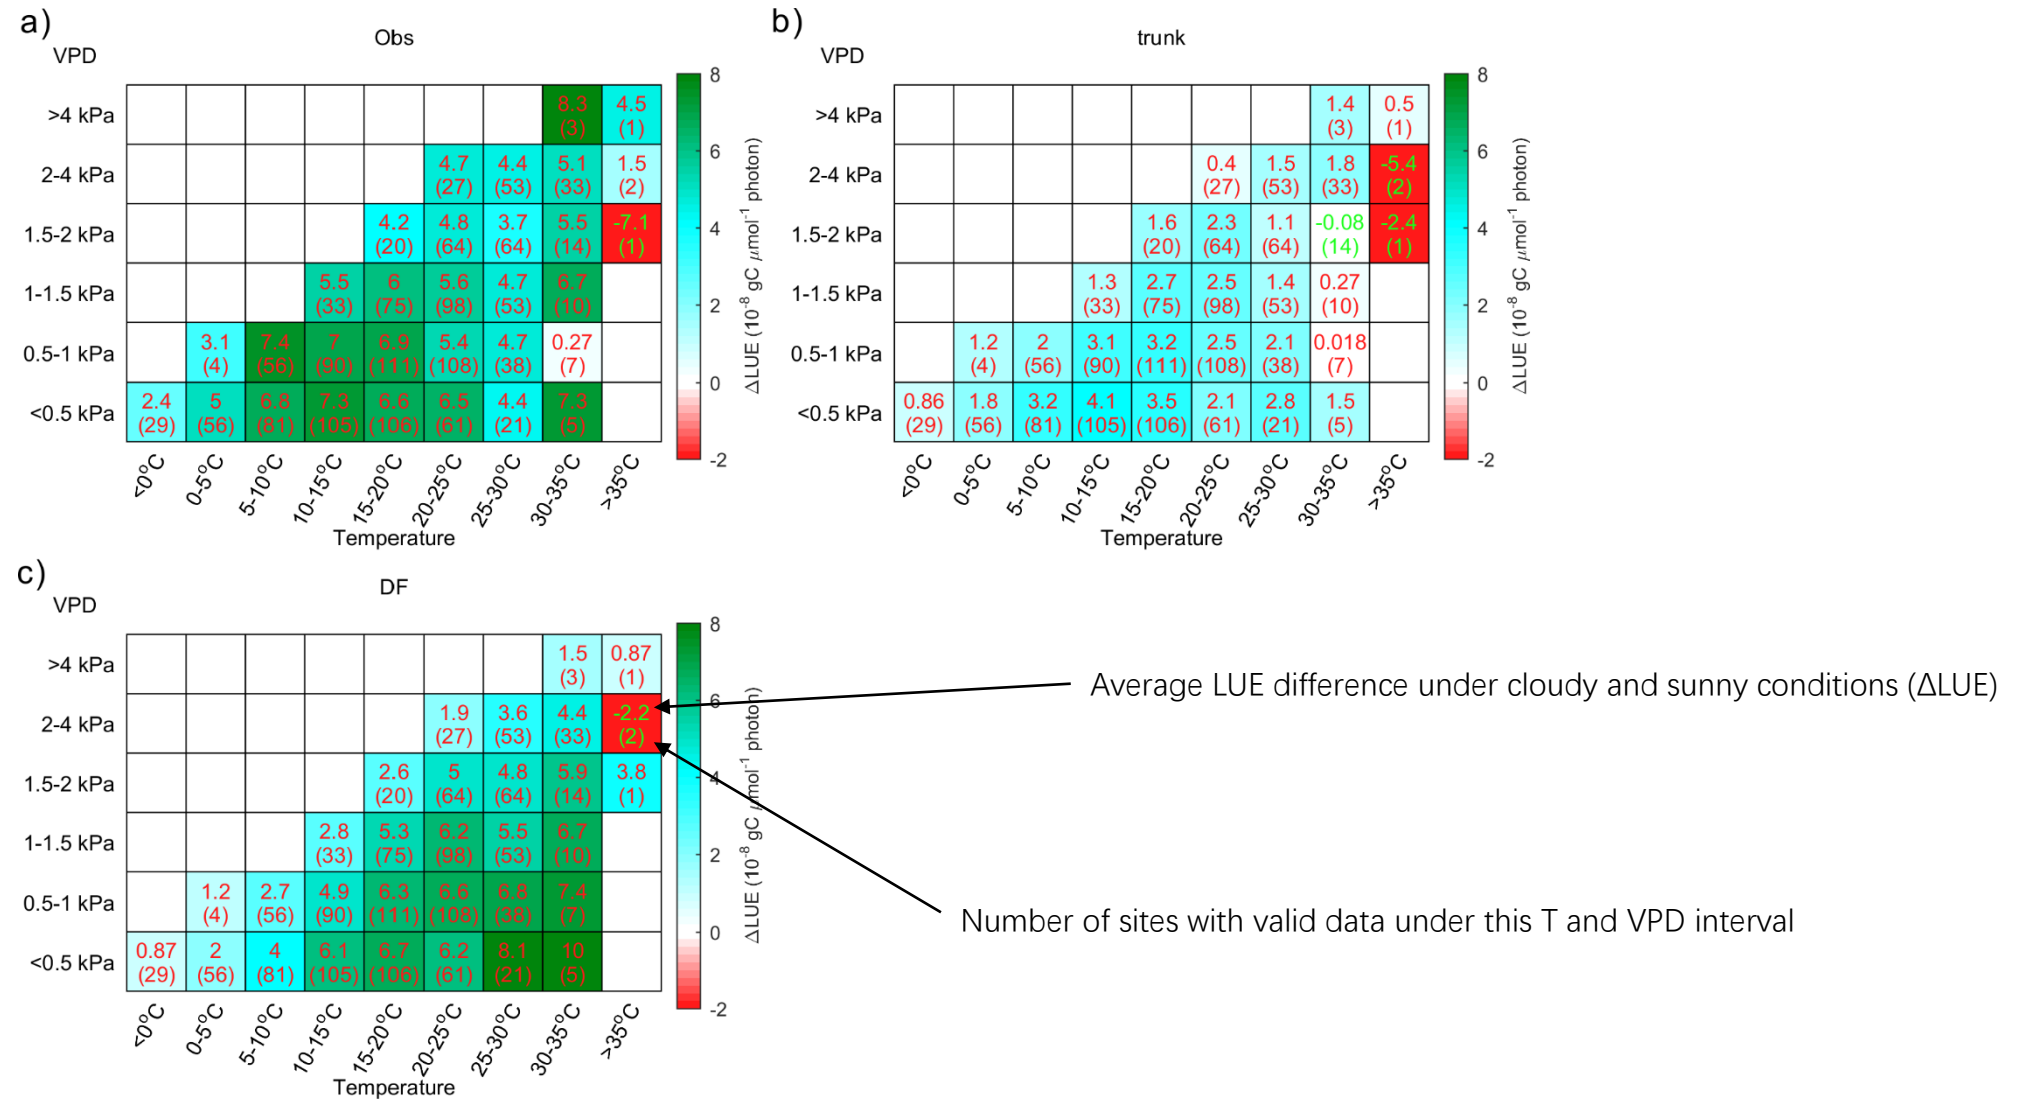 a)
Obs
VPD
>4 kPa 8.3 4.5
(3) (1)
2-4 kPa 4.7 4.4 5.1 1.5
(27) (53) (33) (2)
1.5-2 kPa 4.2 4.8 3.7 5.5 -7.1
(20) (64) (64) (14) (1)
1-1.5 kPa 5.5 6 5.6 4.7 6.7
(33) (75) (98) (53) (10)
0.5-1 kPa 3.1 7.4 7 6.9 5.4 4.7 0.27
(4) (56) (90) (111) (108) (38) (7)
<0.5 kPa 2.4 5 6.8 7.3 6.6 6.5 4.4 7.3
(29) (56) (81) (105) (106) (61) (21) (5)
<0°C 0-5°C 5-10°C 10-15°C 15-20°C 20-25°C 25-30°C 30-35°C >35°C
Temperature
8
6
4
2
0
-2
ΔLUE (10⁻⁸ gC μmol⁻¹ photon)
b)
trunk
VPD
>4 kPa 1.4 0.5
(3) (1)
2-4 kPa 0.4 1.5 1.8 -5.4
(27) (53) (33) (2)
1.5-2 kPa 1.6 2.3 1.1 -0.08 -2.4
(20) (64) (64) (14) (1)
1-1.5 kPa 1.3 2.7 2.5 1.4 0.27
(33) (75) (98) (53) (10)
0.5-1 kPa 1.2 2 3.1 3.2 2.5 2.1 0.018
(4) (56) (90) (111) (108) (38) (7)
<0.5 kPa 0.86 1.8 3.2 4.1 3.5 2.1 2.8 1.5
(29) (56) (81) (105) (106) (61) (21) (5)
<0°C 0-5°C 5-10°C 10-15°C 15-20°C 20-25°C 25-30°C 30-35°C >35°C
Temperature
8
6
4
2
0
-2
ΔLUE (10⁻⁸ gC μmol⁻¹ photon)
c)
DF
VPD
>4 kPa 1.5 0.87
(3) (1)
2-4 kPa 1.9 3.6 4.4 -2.2
(27) (53) (33) (2)
1.5-2 kPa 2.6 5 4.8 5.9 3.8
(20) (64) (64) (14) (1)
1-1.5 kPa 2.8 5.3 6.2 5.5 6.7
(33) (75) (98) (53) (10)
0.5-1 kPa 1.2 2.7 4.9 6.3 6.6 6.8 7.4
(4) (56) (90) (111) (108) (38) (7)
<0.5 kPa 0.87 2 4 6.1 6.7 6.2 8.1 10
(29) (56) (81) (105) (106) (61) (21) (5)
<0°C 0-5°C 5-10°C 10-15°C 15-20°C 20-25°C 25-30°C 30-35°C >35°C
Temperature
8
6
4
2
0
-2
ΔLUE (10⁻⁸ gC μmol⁻¹ photon)
Average LUE difference under cloudy and sunny conditions (ΔLUE)
Number of sites with valid data under this T and VPD interval